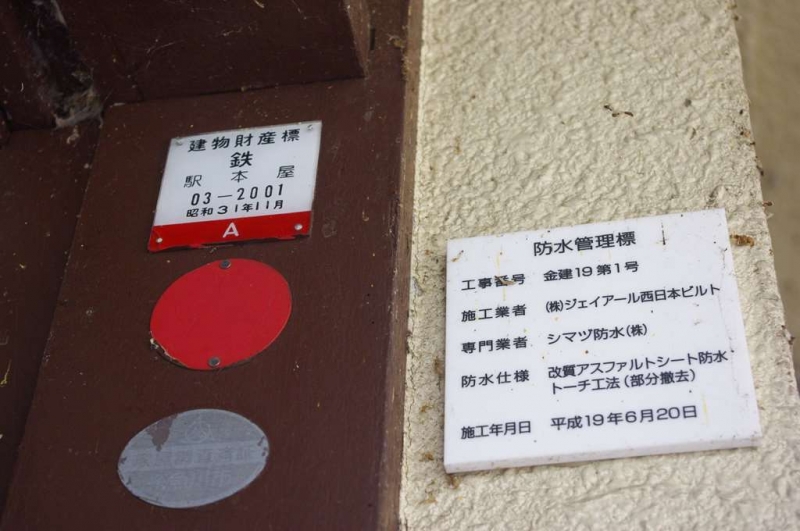 建物財産標
鉄
駅本屋
03-2001
昭和31年11月
A
防水管理標
工事番号 金建19第1号
施工業者 (株)ジェイアール西日本ビルト
専門業者 シマヅ防水(株)
防水仕様 改質アスファルトシート防水
トーチ工法(部分撤去)
施工年月日 平成19年6月20日